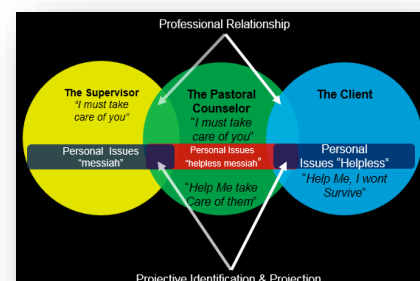 Professional Relationship
The Supervisor
"I must take
care of you"
Personal Issues
"messiah"
The Pastoral
Counselor
"I must take
care of you"
Personal Issues
"helpless messiah"
"Help Me take
Care of them"
The Client
Personal
Issues "Helpless"
"Help Me, I wont
Survive"
Projective Identification & Projection